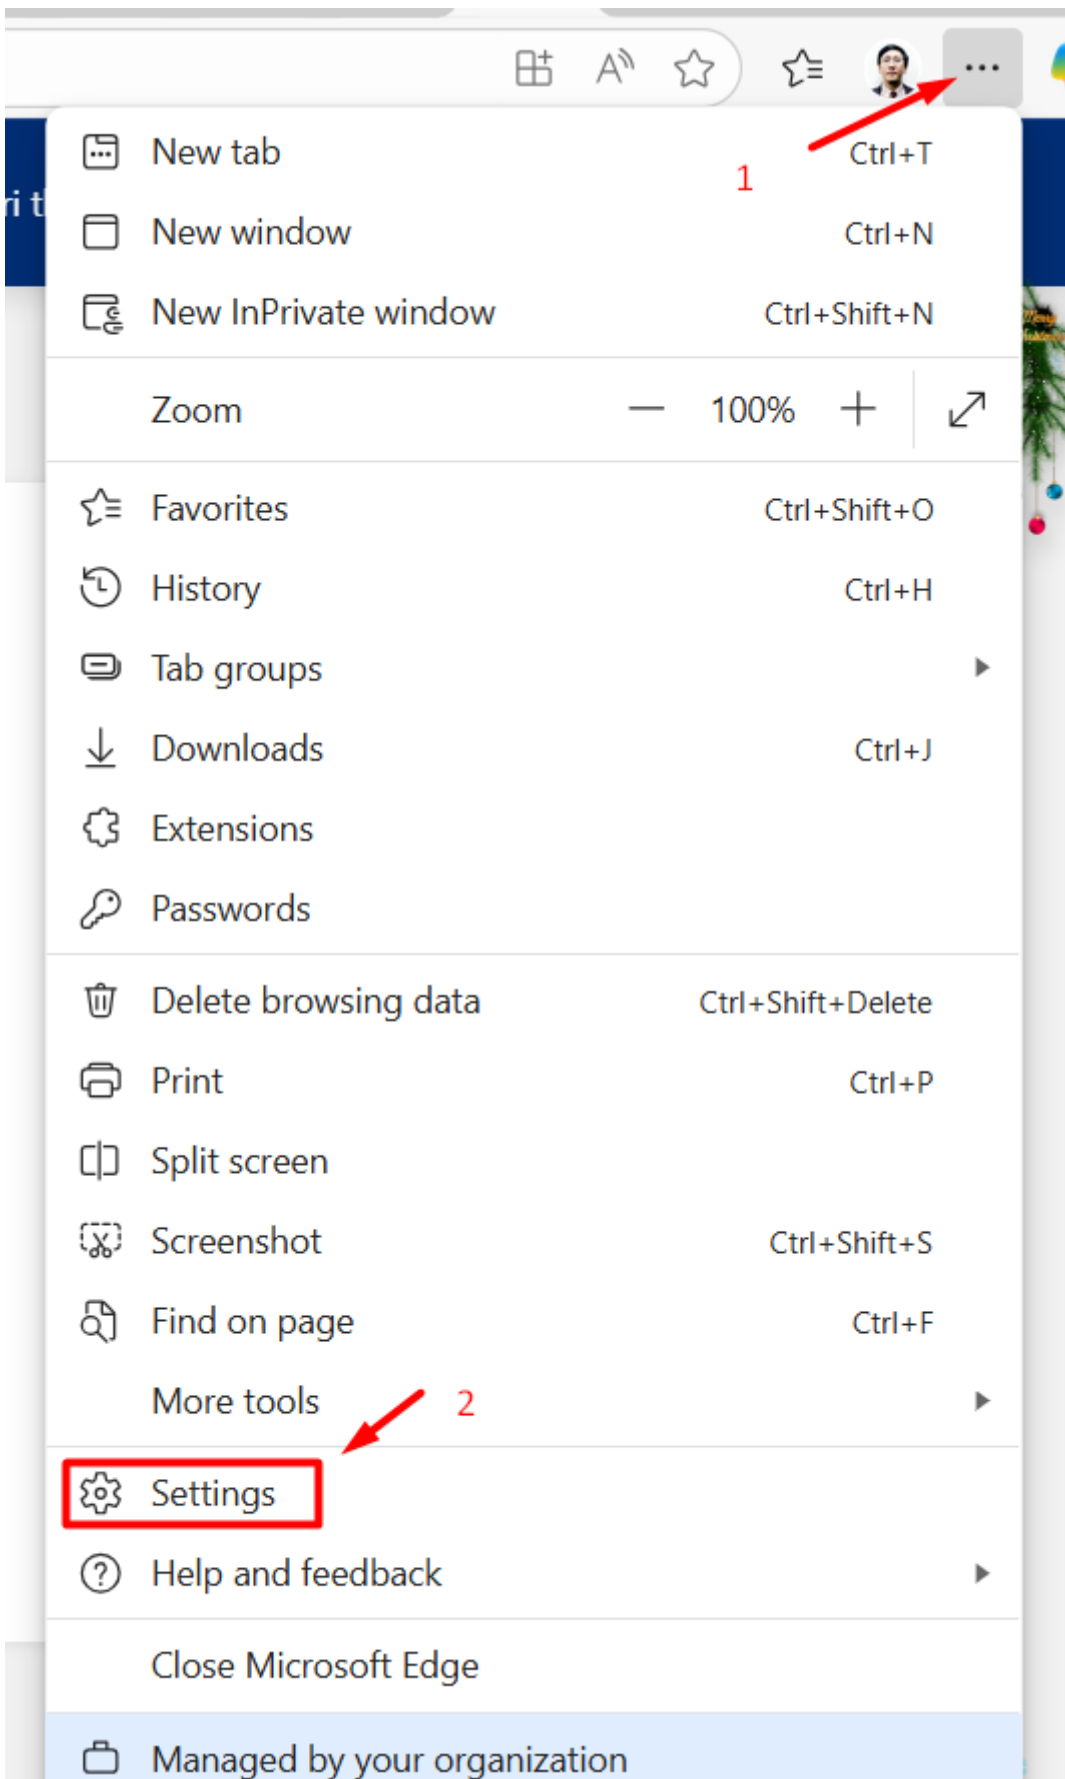 1
New tab Ctrl+T
ri t
New window Ctrl+N
New InPrivate window Ctrl+Shift+N
Merry
Zoom 100%
Favorites Ctrl+Shift+O
History Ctrl+H
Tab groups
Downloads Ctrl+J
Extensions
Passwords
Delete browsing data Ctrl+Shift+Delete
Print Ctrl+P
Split screen
Screenshot Ctrl+Shift+S
Find on page Ctrl+F
More tools
2
Settings
Help and feedback
Close Microsoft Edge
Managed by your organization